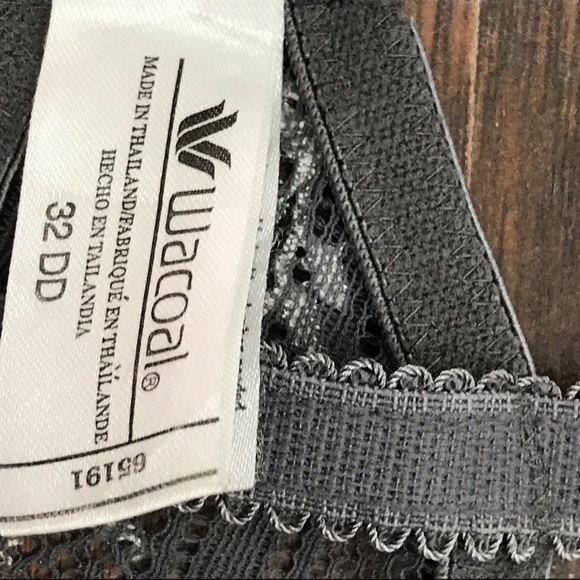 wacoal®
MADE IN THAILAND/FABRIQUÉ EN THAÏLANDE
HECHO EN TAILANDIA
32 DD
65191